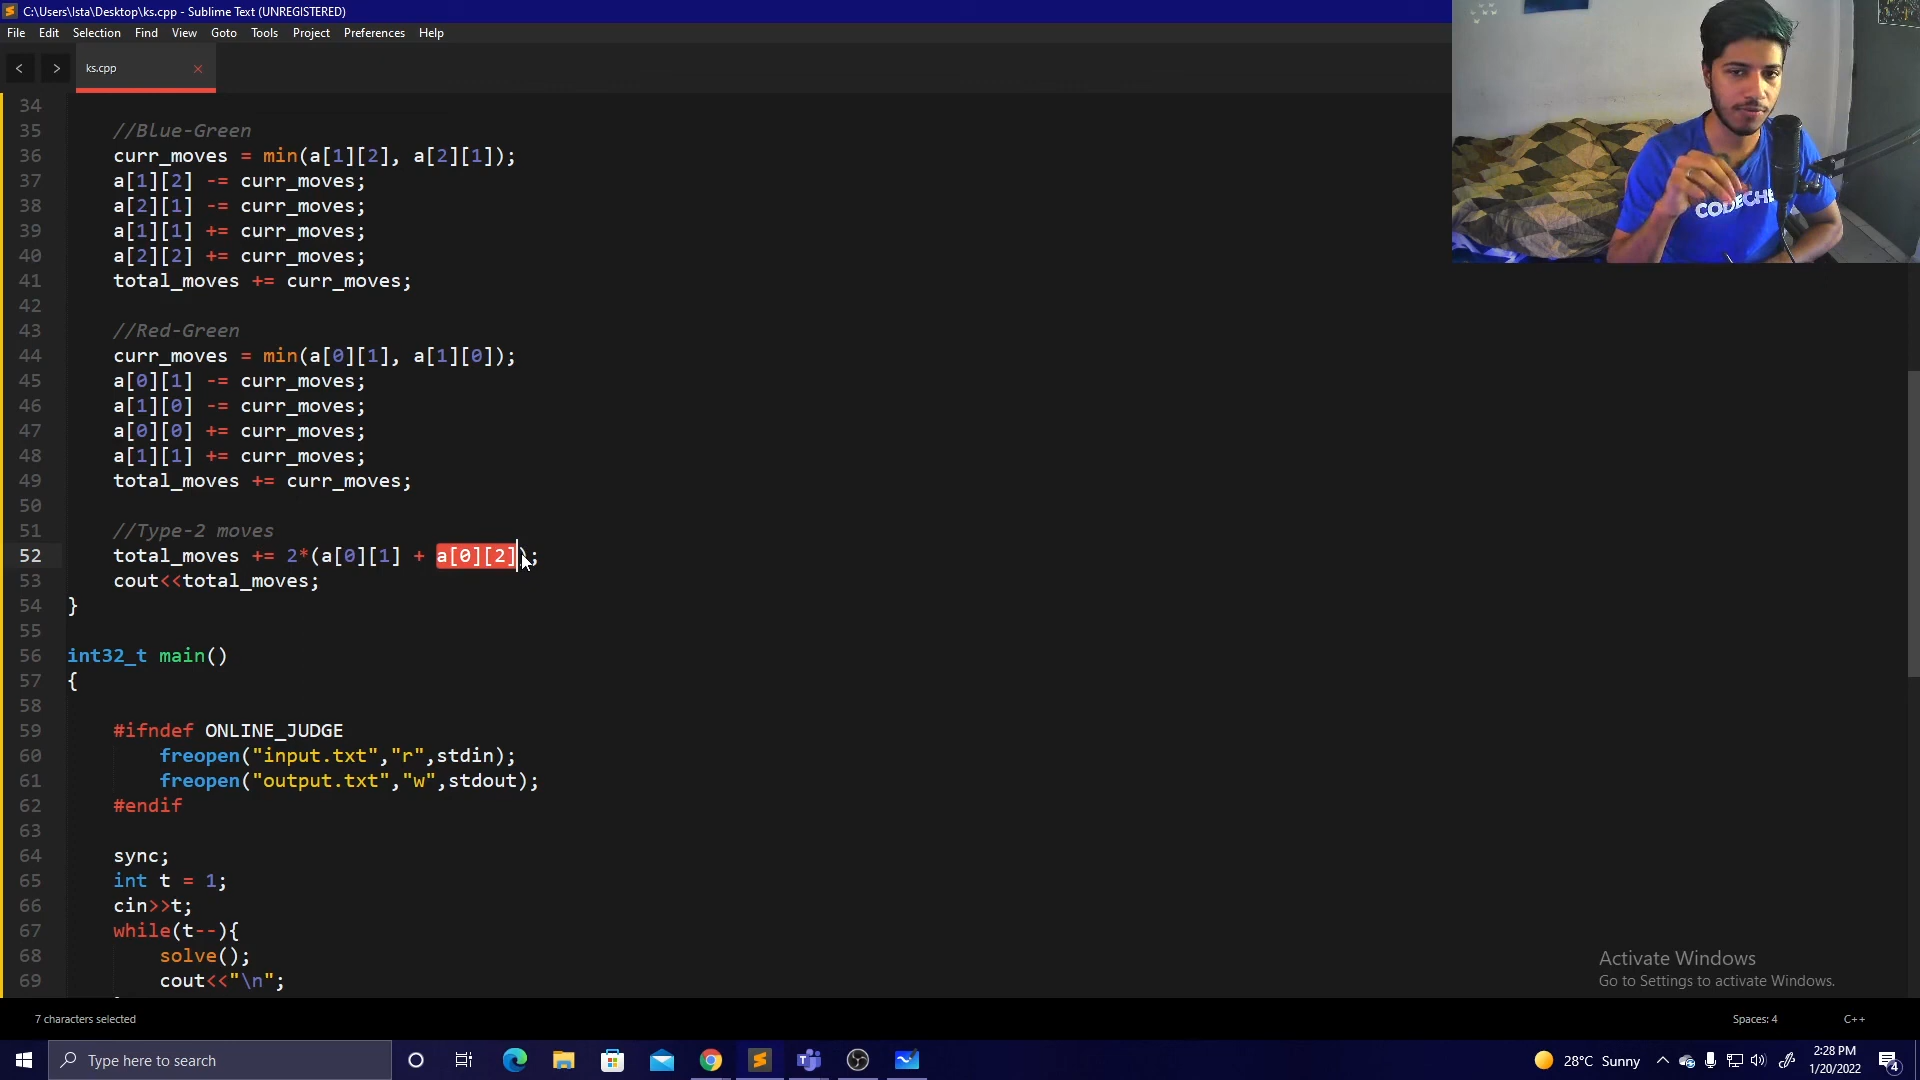 C:\Users\Ista\Desktop\ks.cpp - Sublime Text (UNREGISTERED)
File Edit Selection Find View Goto Tools Project Preferences Help
ks.cpp
34
35 //Blue-Green
36 curr_moves = min(a[1][2], a[2][1]);
37 a[1][2] -= curr_moves;
38 a[2][1] -= curr_moves;
39 a[1][1] += curr_moves;
40 a[2][2] += curr_moves;
41 total_moves += curr_moves;
42
43 //Red-Green
44 curr_moves = min(a[0][1], a[1][0]);
45 a[0][1] -= curr_moves;
46 a[1][0] -= curr_moves;
47 a[0][0] += curr_moves;
48 a[1][1] += curr_moves;
49 total_moves += curr_moves;
50
51 //Type-2 moves
52 total_moves += 2*(a[0][1] + a[0][2]);
53 cout<<total_moves;
54 }
55
56 int32_t main()
57 {
58
59 #ifndef ONLINE_JUDGE
60 freopen("input.txt","r",stdin);
61 freopen("output.txt","w",stdout);
62 #endif
63
64 sync;
65 int t = 1;
66 cin>>t;
67 while(t--){
68 solve();
69 cout<<"\n";
CODECHE
Activate Windows
Go to Settings to activate Windows.
7 characters selected
Spaces: 4
C++
Type here to search
28°C Sunny
2:28 PM
1/20/2022
4